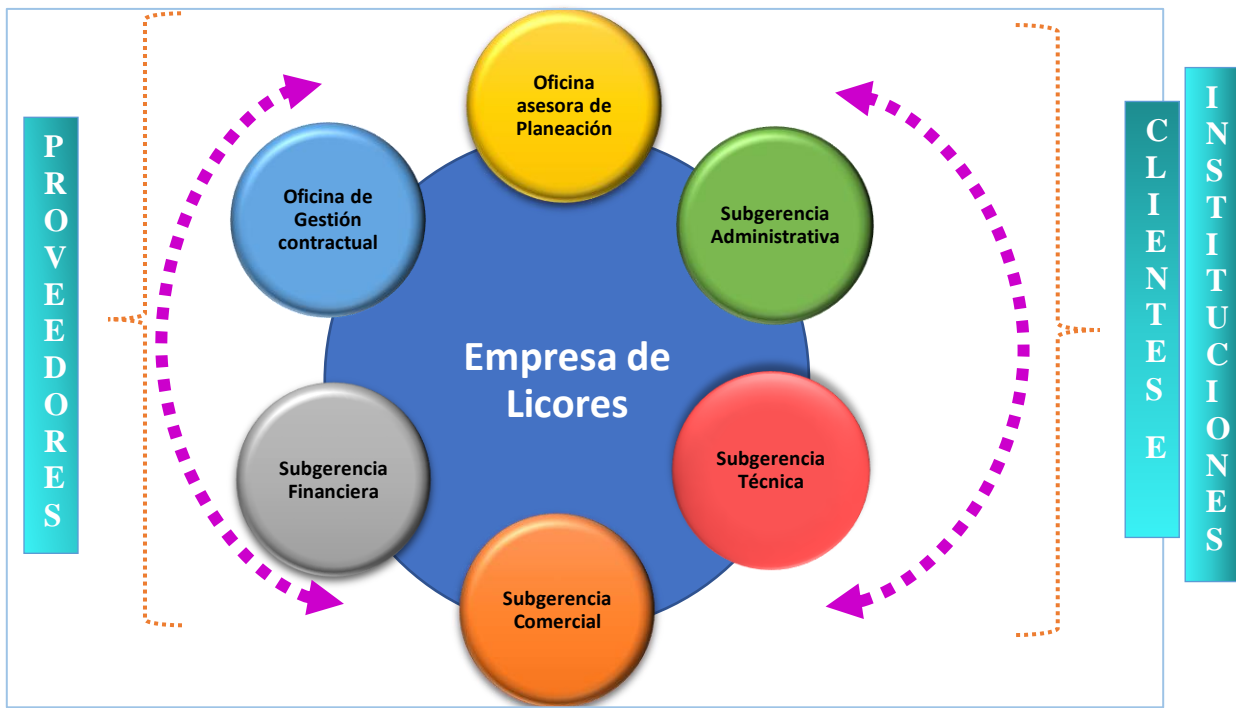 PROVEEDORES
Oficina
asesora de
Planeación
Oficina de
Gestión
contractual
Subgerencia
Administrativa
Empresa de
Licores
Subgerencia
Financiera
Subgerencia
Técnica
Subgerencia
Comercial
CLIENTES E
INSTITUCIONES